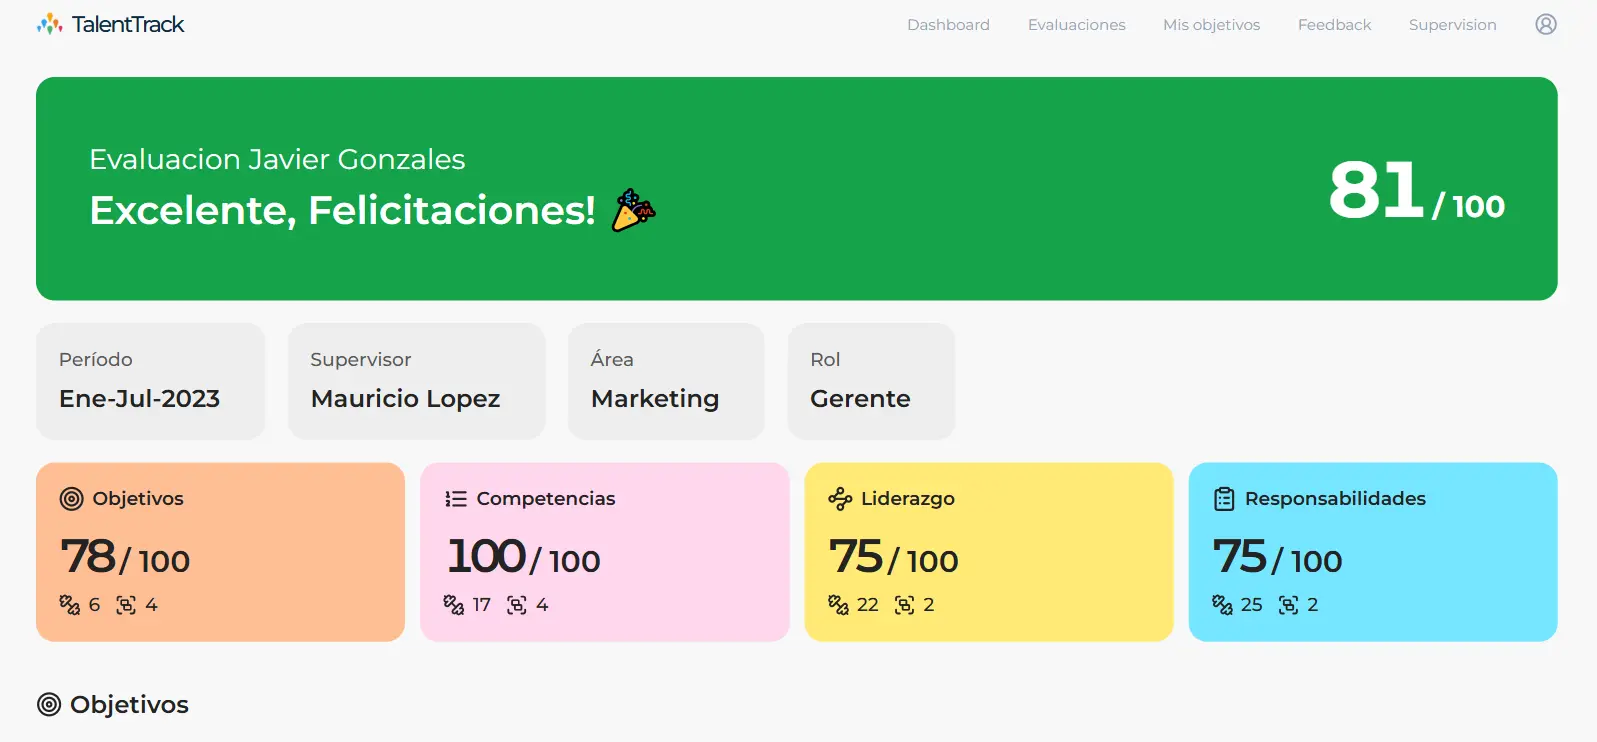 TalentTrack
Dashboard Evaluaciones Mis objetivos Feedback Supervision
Evaluacion Javier Gonzales
Excelente, Felicitaciones!
81 / 100
Período
Ene-Jul-2023
Supervisor
Mauricio Lopez
Área
Marketing
Rol
Gerente
Objetivos
78 / 100
6 4
Competencias
100 / 100
17 4
Liderazgo
75 / 100
22 2
Responsabilidades
75 / 100
25 2
Objetivos